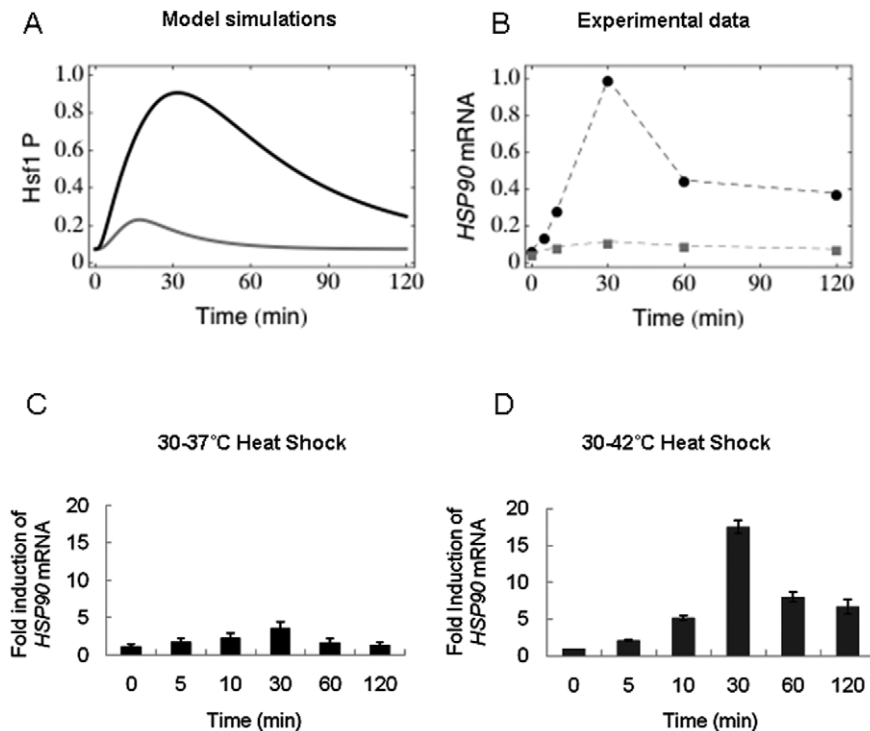 A
Model simulations
Hsf1 P
1.0
0.8
0.6
0.4
0.2
0
0 30 60 90 120
Time (min)
B
Experimental data
HSP90 mRNA
1.0
0.8
0.6
0.4
0.2
0
0 30 60 90 120
Time (min)
C
30-37°C Heat Shock
Fold induction of
HSP90 mRNA
20
15
10
5
0
0 5 10 30 60 120
Time (min)
D
30-42°C Heat Shock
Fold Induction of
HSP90 mRNA
20
15
10
5
0
0 5 10 30 60 120
Time (min)